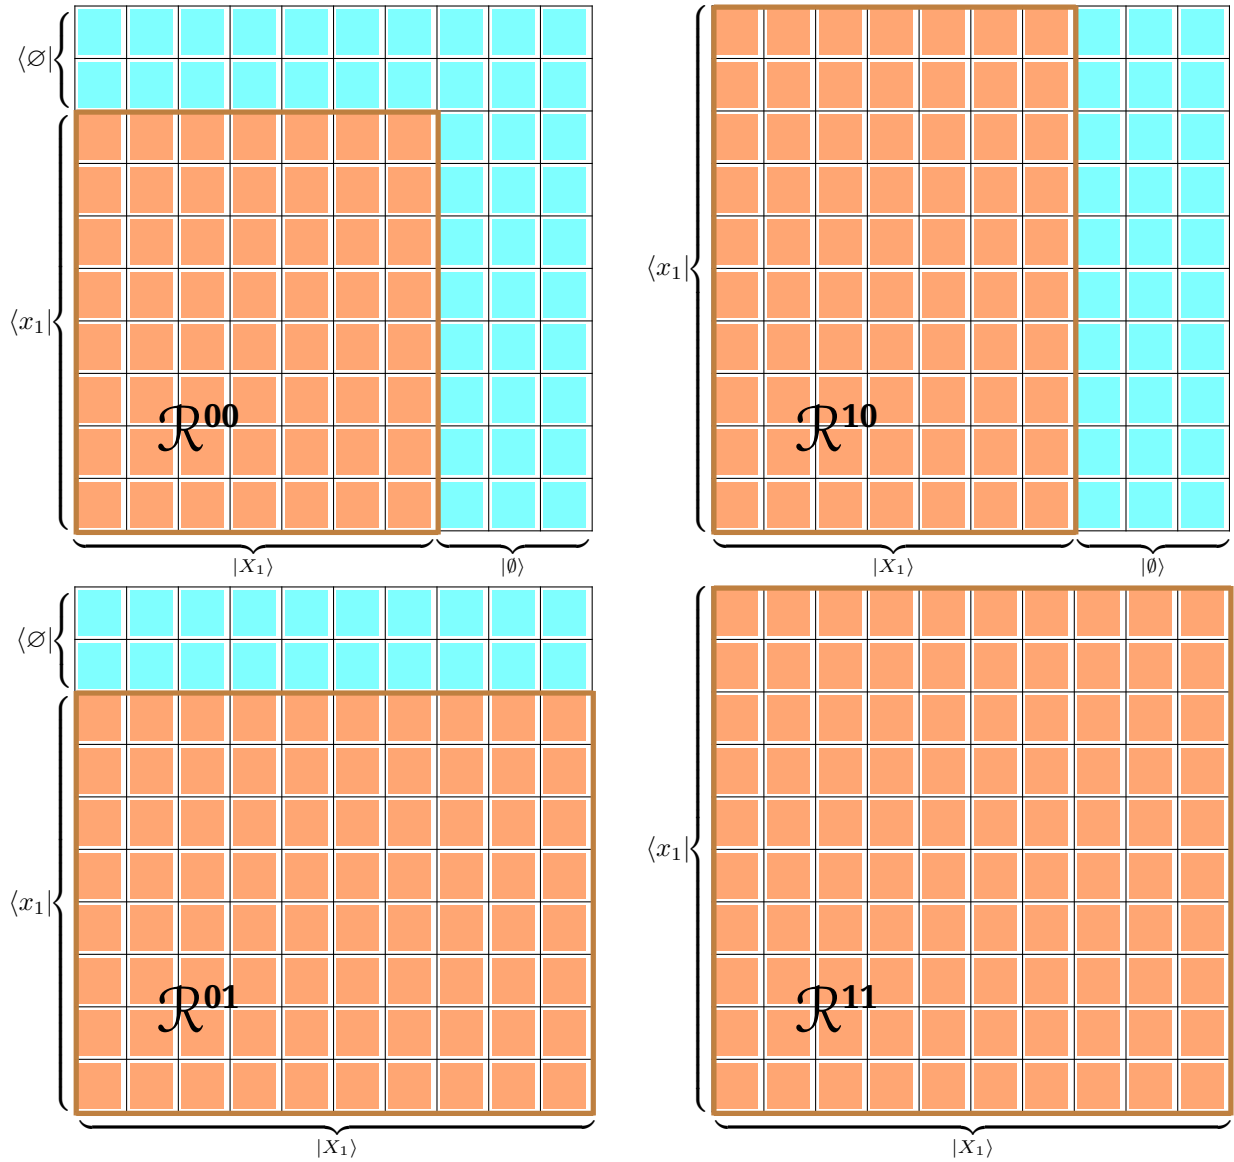 ⟨∅|
⟨x₁|
ℛ⁰⁰
|X₁⟩
|∅⟩
⟨x₁|
ℛ¹⁰
|X₁⟩
|∅⟩
⟨∅|
⟨x₁|
ℛ⁰¹
|X₁⟩
⟨x₁|
ℛ¹¹
|X₁⟩